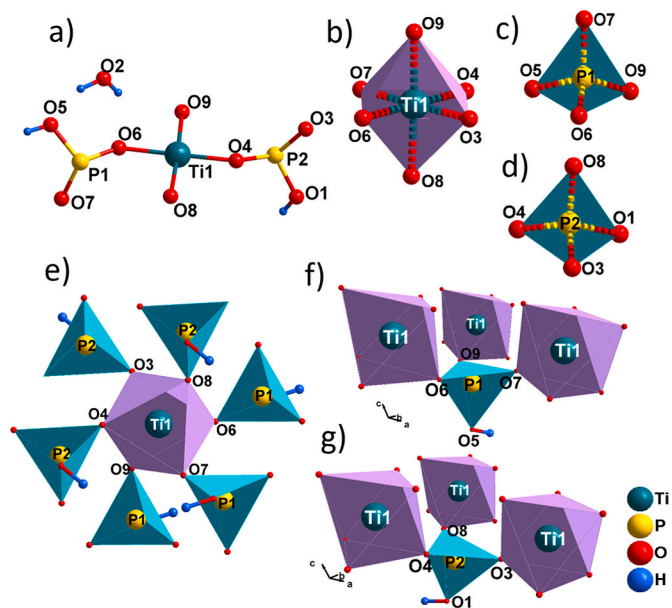 a)
O2
O5
O6
O9
O3
P1
Ti1
O4
P2
O7
O8
O1
b)
O9
O7
O4
Ti1
O6
O3
O8
c)
O7
O5
P1
O9
O6
d)
O8
O4
P2
O1
O3
e)
P2
P2
O3
O8
P1
O4
Ti1
O6
P2
O9
O7
P1
P1
f)
Ti1
Ti1
Ti1
O9
O6
P1
O7
O5
c
b
a
g)
Ti1
Ti1
Ti1
O8
O4
P2
O3
O1
c
b
a
Ti
P
O
H